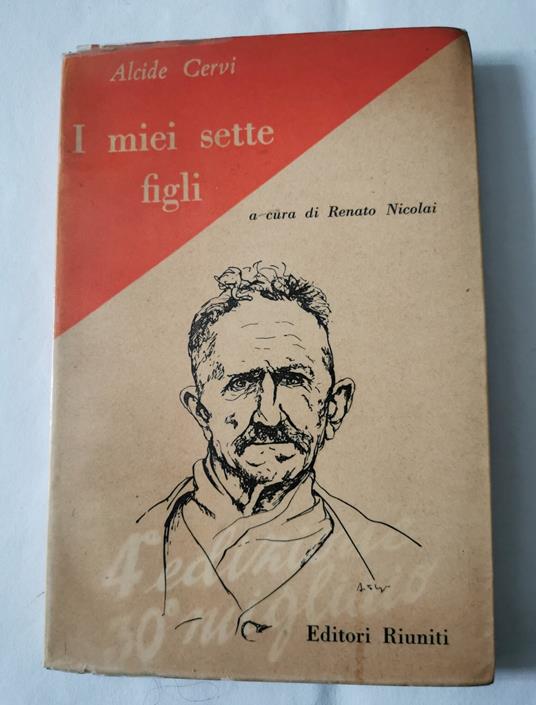 Alcide Cervi
I miei sette
figli
a cura di Renato Nicolai
4ª edizione
30° migliaio
Editori Riuniti